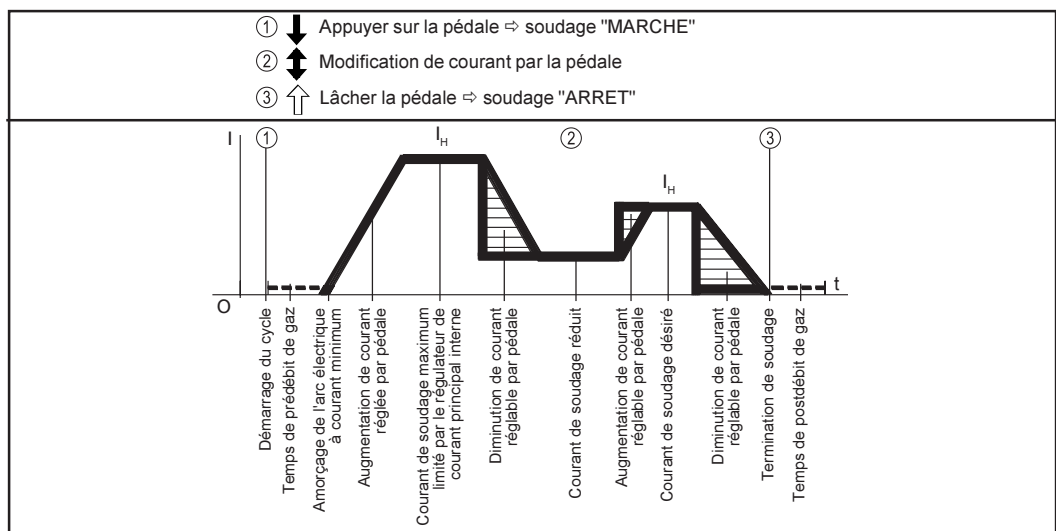 ① Appuyer sur la pédale ⇨ soudage "MARCHE"
② Modification de courant par la pédale
③ Lâcher la pédale ⇨ soudage "ARRET"
I
①
I_H
②
③
I_H
t
O
Démarrage du cycle
Temps de prédébit de gaz
Amorçage de l'arc électrique
à courant minimum
Augmentation de courant
réglée par pédale
Courant de soudage maximum
limité par le régulateur de
courant principal interne
Diminution de courant
réglable par pédale
Courant de soudage réduit
Augmentation de courant
réglable par pédale
Courant de soudage désiré
Diminution de courant
réglable par pédale
Termination de soudage
Temps de postdébit de gaz